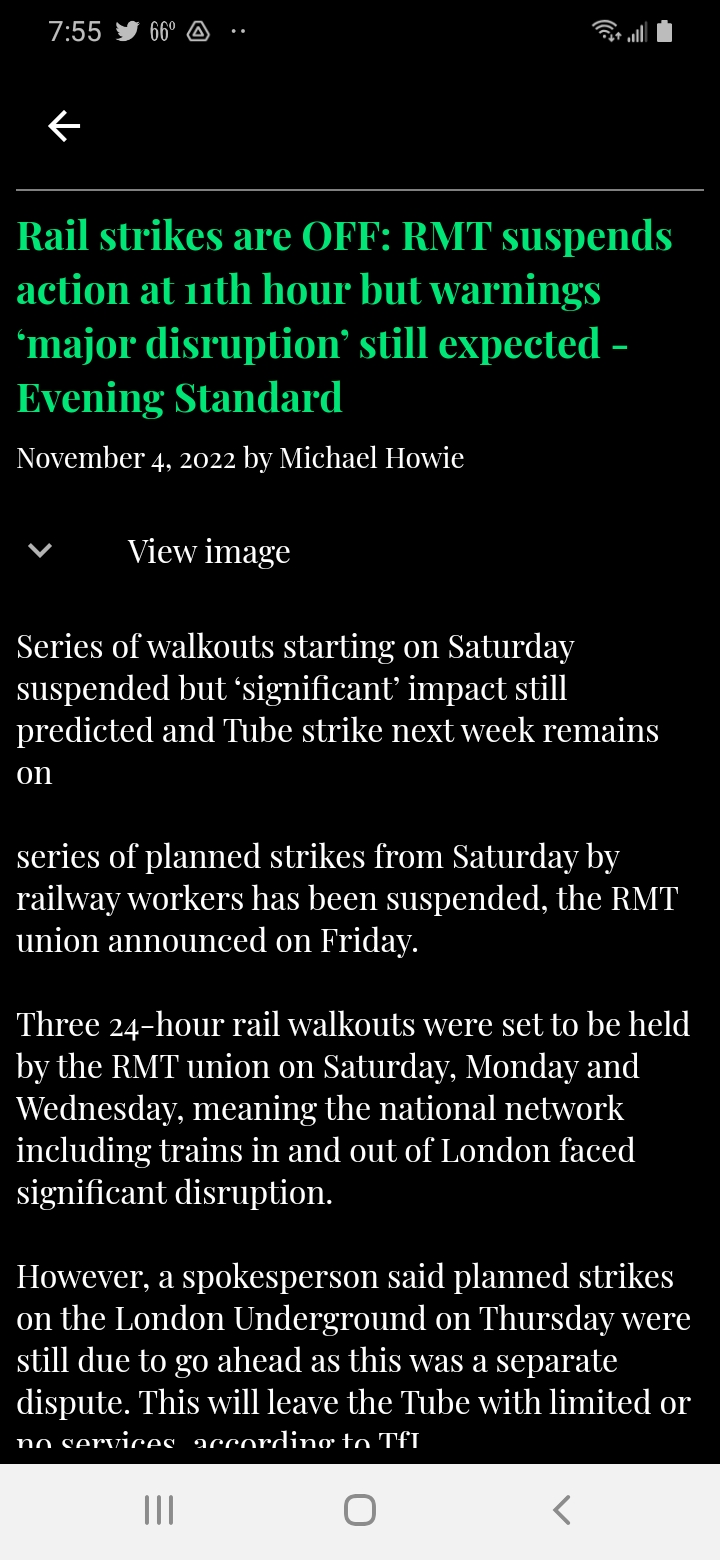 7:55 66°
Rail strikes are OFF: RMT suspends
action at 11th hour but warnings
‘major disruption’ still expected -
Evening Standard
November 4, 2022 by Michael Howie
View image
Series of walkouts starting on Saturday
suspended but ‘significant’ impact still
predicted and Tube strike next week remains
on
series of planned strikes from Saturday by
railway workers has been suspended, the RMT
union announced on Friday.
Three 24-hour rail walkouts were set to be held
by the RMT union on Saturday, Monday and
Wednesday, meaning the national network
including trains in and out of London faced
significant disruption.
However, a spokesperson said planned strikes
on the London Underground on Thursday were
still due to go ahead as this was a separate
dispute. This will leave the Tube with limited or
no services, according to TfL